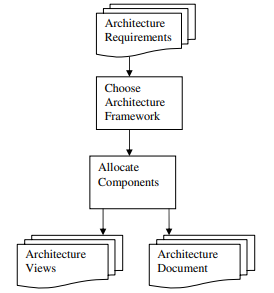 Architecture
Requirements
Choose
Architecture
Framework
Allocate
Components
Architecture
Views
Architecture
Document